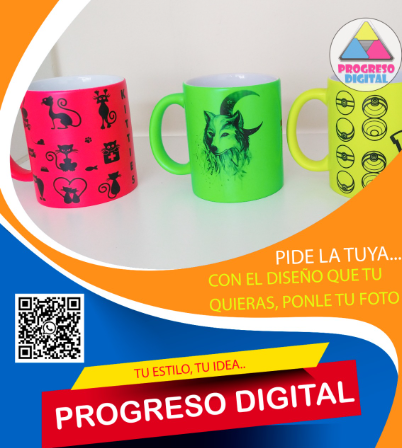 PROGRESO
DIGITAL
PIDE LA TUYA...
CON EL DISEÑO QUE TU
QUIERAS, PONLE TU FOTO
TU ESTILO, TU IDEA..
PROGRESO DIGITAL